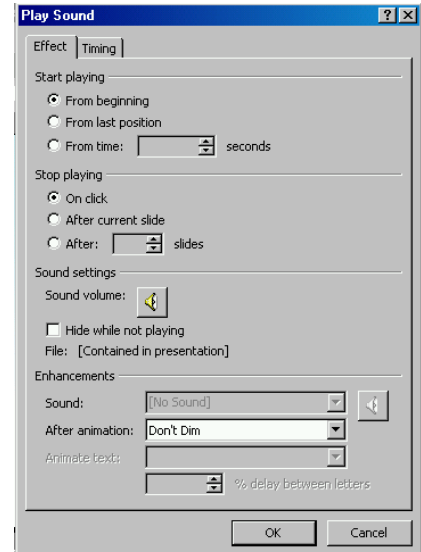 Play Sound
Effect Timing
Start playing
From beginning
From last position
From time: seconds
Stop playing
On click
After current slide
After: slides
Sound settings
Sound volume:
Hide while not playing
File: [Contained in presentation]
Enhancements
Sound: [No Sound]
After animation: Don't Dim
Animate text:
% delay between letters
OK Cancel